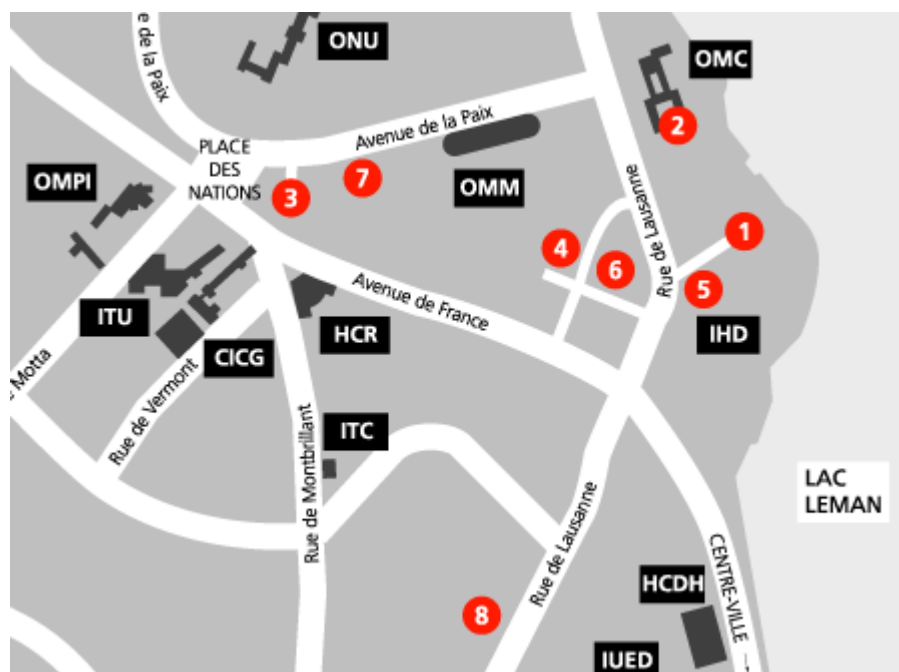 e de la Paix
ONU
OMC
2
Avenue de la Paix
PLACE
DES
NATIONS
OMPI
7
3
OMM
Rue de Lausanne
1
4
6
5
Avenue de France
ITU
HCR
IHD
CICG
Motta
Rue de Vermont
ITC
Rue de Montbrillant
LAC
LEMAN
Rue de Lausanne
CENTRE-VILLE →
HCDH
8
IUED